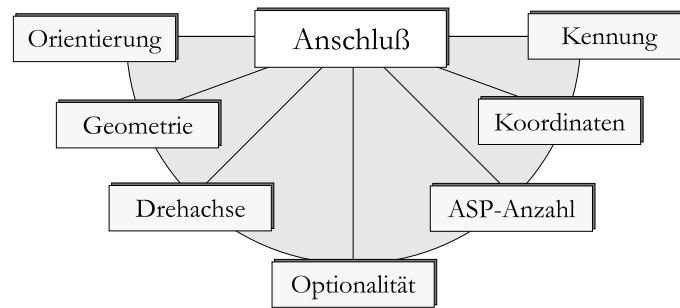 Anschluß
Orientierung
Kennung
Geometrie
Koordinaten
Drehachse
ASP-Anzahl
Optionalität